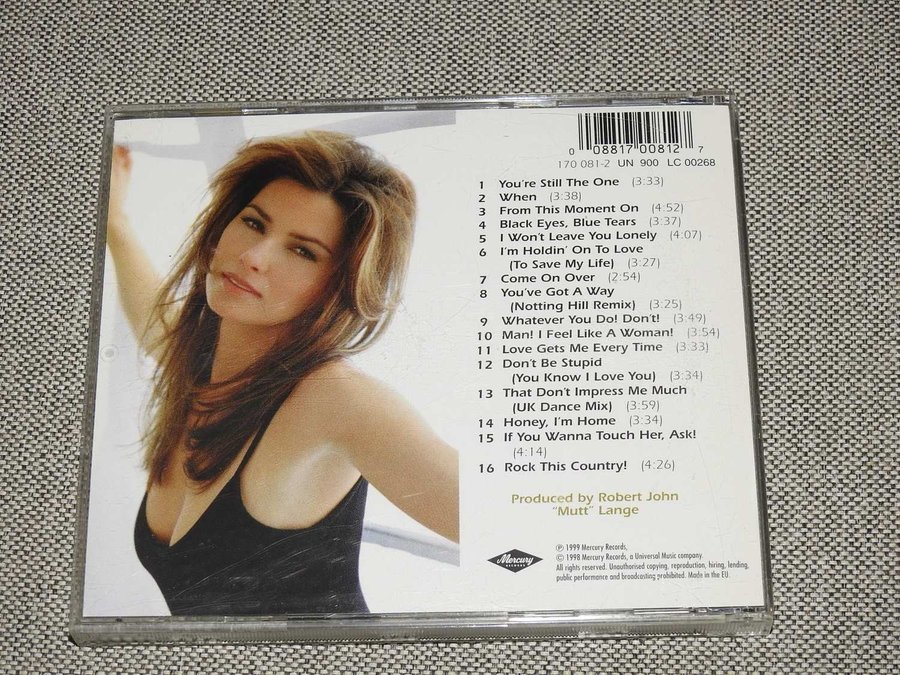 0 08817 00812 7
170 081-2 UN 900 LC 00268
1 You're Still The One (3:33)
2 When (3:38)
3 From This Moment On (4:52)
4 Black Eyes, Blue Tears (3:37)
5 I Won't Leave You Lonely (4:07)
6 I'm Holdin' On To Love
(To Save My Life) (3:27)
7 Come On Over (2:54)
8 You've Got A Way
(Notting Hill Remix) (3:25)
9 Whatever You Do! Don't! (3:49)
10 Man! I Feel Like A Woman! (3:54)
11 Love Gets Me Every Time (3:33)
12 Don't Be Stupid
(You Know I Love You) (3:34)
13 That Don't Impress Me Much
(UK Dance Mix) (3:59)
14 Honey, I'm Home (3:34)
15 If You Wanna Touch Her, Ask!
(4:14)
16 Rock This Country! (4:26)
Produced by Robert John
"Mutt" Lange
Mercury
RECORDS
℗ 1999 Mercury Records,
© 1998 Mercury Records, a Universal Music company.
All rights reserved. Unauthorised copying, reproduction, hiring, lending,
public performance and broadcasting prohibited. Made in the EU.